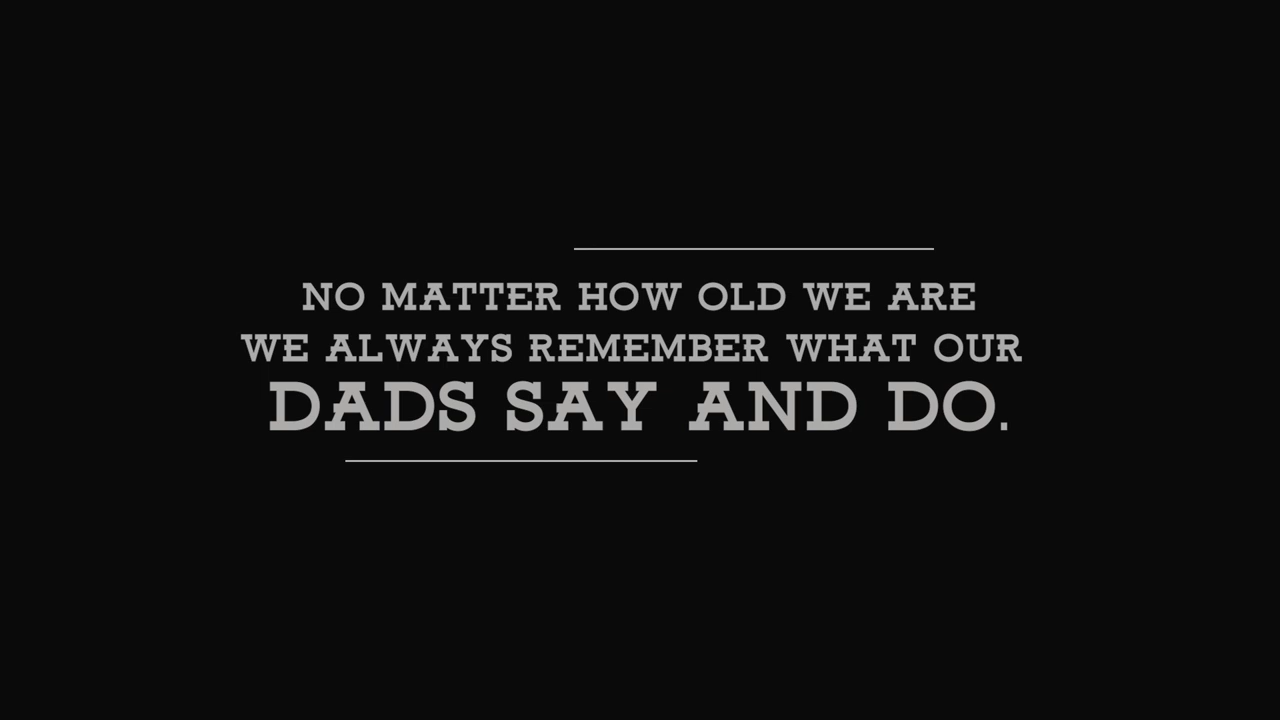 NO MATTER HOW OLD WE ARE
WE ALWAYS REMEMBER WHAT OUR
DADS SAY AND DO.